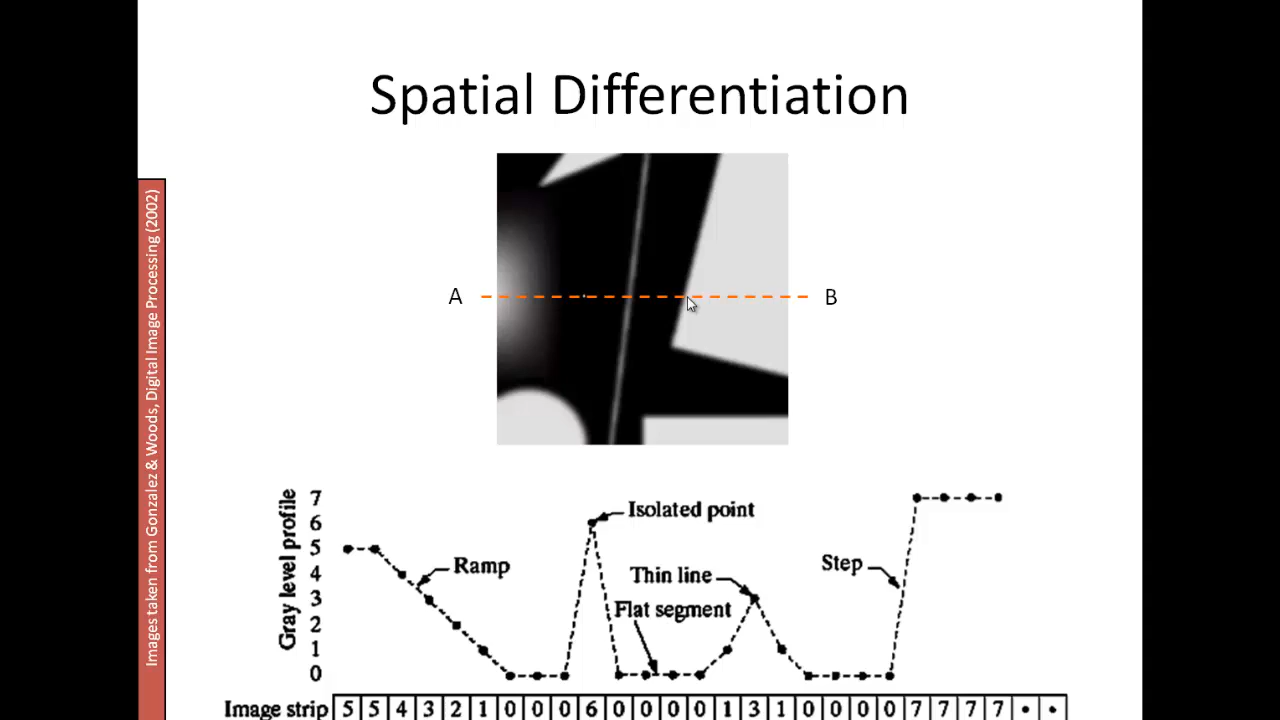 Spatial Differentiation
Images taken from Gonzalez & Woods, Digital Image Processing (2002)
A
B
Gray level profile
7
6
5
4
3
2
1
0
Isolated point
Ramp
Thin line
Flat segment
Step
Image strip 5 5 4 3 2 1 0 0 0 6 0 0 0 0 1 3 1 0 0 0 0 7 7 7 7 • •